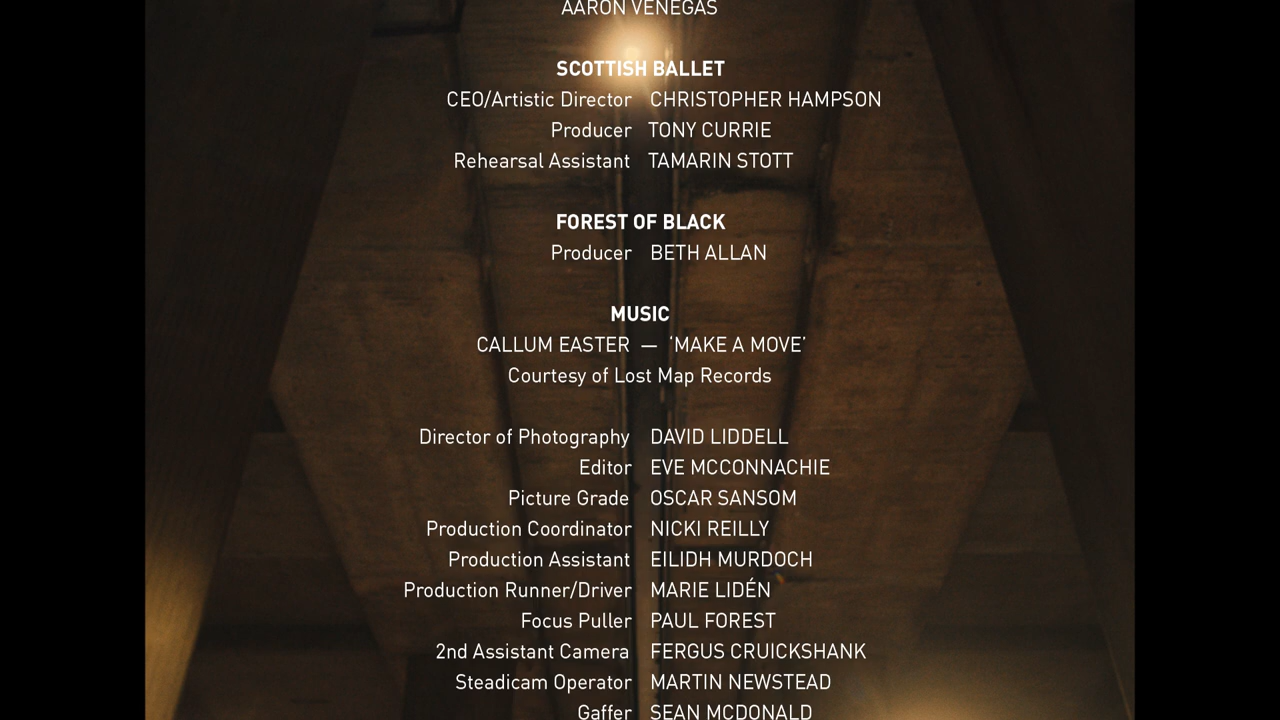 AARON VENEGAS
SCOTTISH BALLET
CEO/Artistic Director CHRISTOPHER HAMPSON
Producer TONY CURRIE
Rehearsal Assistant TAMARIN STOTT
FOREST OF BLACK
Producer BETH ALLAN
MUSIC
CALLUM EASTER — 'MAKE A MOVE'
Courtesy of Lost Map Records
Director of Photography DAVID LIDDELL
Editor EVE MCCONNACHIE
Picture Grade OSCAR SANSOM
Production Coordinator NICKI REILLY
Production Assistant EILIDH MURDOCH
Production Runner/Driver MARIE LIDÉN
Focus Puller PAUL FOREST
2nd Assistant Camera FERGUS CRUICKSHANK
Steadicam Operator MARTIN NEWSTEAD
Gaffer SEAN MCDONALD